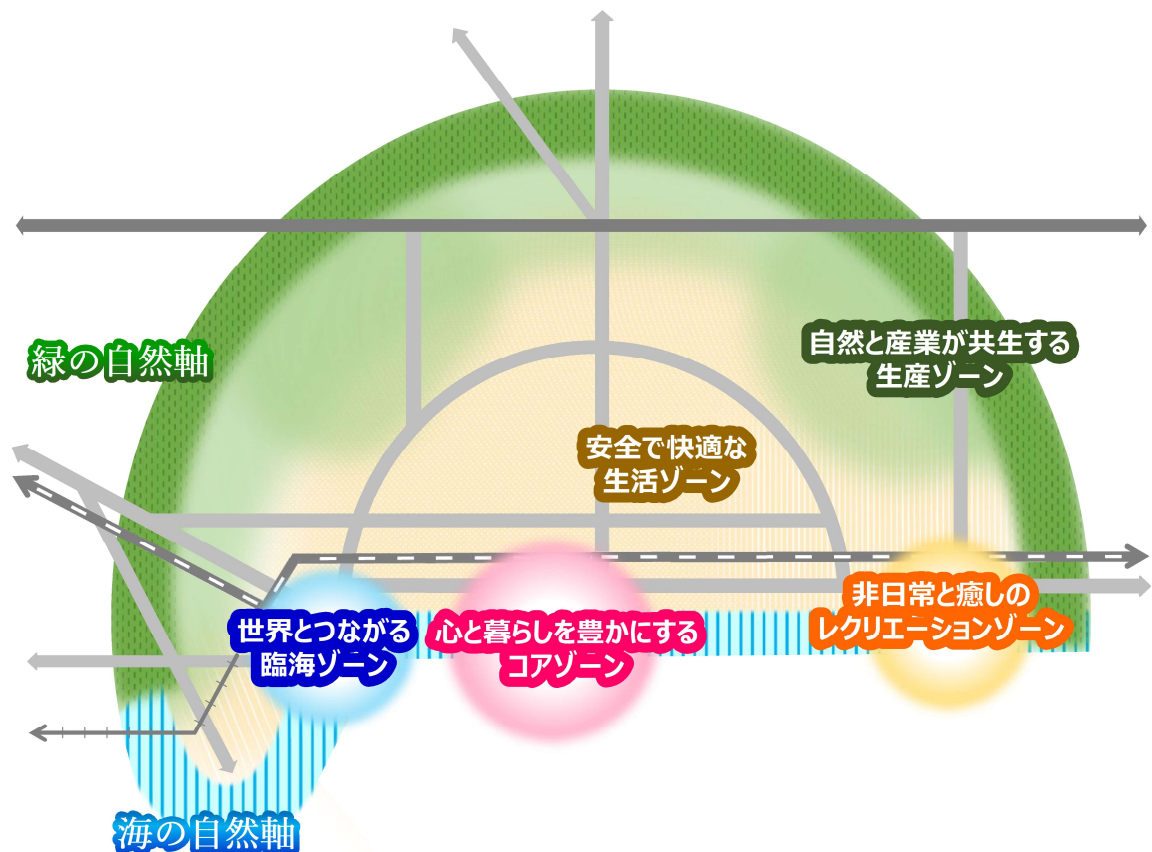 緑の自然軸
自然と産業が共生する
生産ゾーン
安全で快適な
生活ゾーン
世界とつながる
臨海ゾーン
心と暮らしを豊かにする
コアゾーン
非日常と癒しの
レクリエーションゾーン
海の自然軸